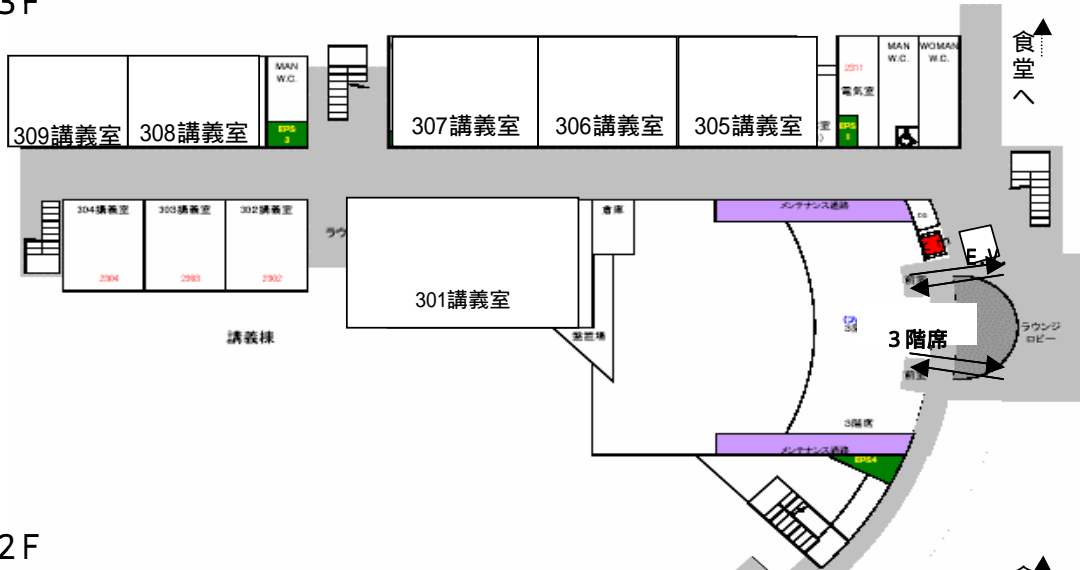 3F
食堂へ
MAN
W.C.
MAN
W.C.
WOMAN
W.C.
2311
電気室
309講義室
308講義室
EPS
3
307講義室
306講義室
305講義室
EPS
1
304講義室
303講義室
302講義室
2304
2303
2302
倉庫
メンテナンス通路
301講義室
E.V
講義棟
3階席
ラウンジ
ロビー
3階席
メンテナンス通路
EPS4
2F